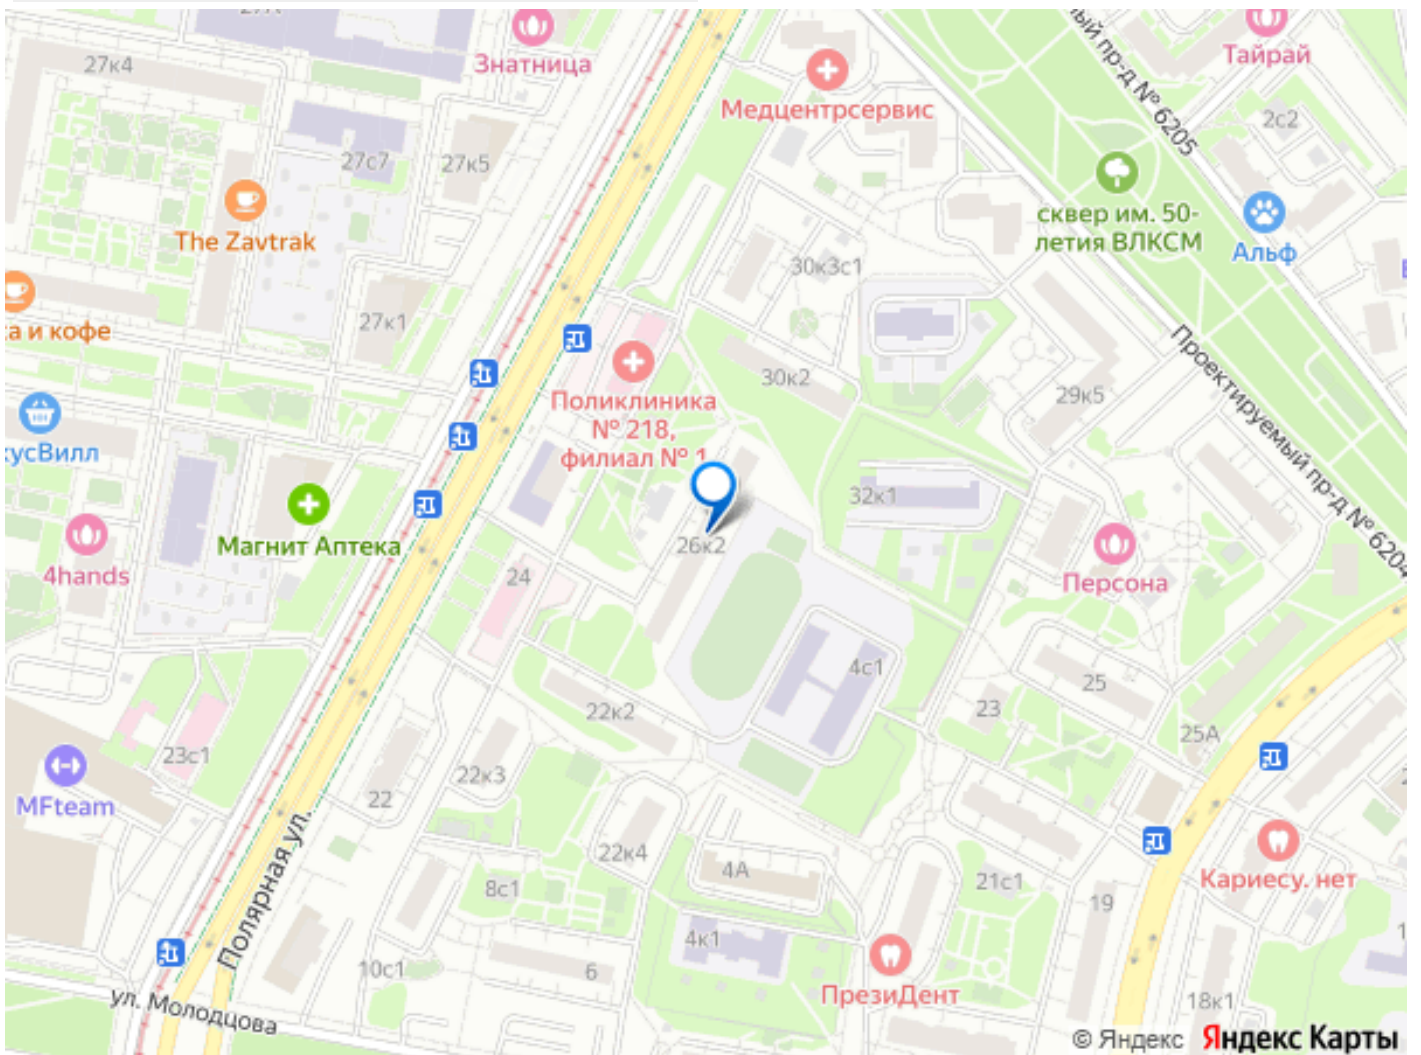 27к4
Знатница
Медцентрсервис
Тайрай
ный пр-д № 6205
2с2
27с7
27к5
The Zavtrak
сквер им. 50-
летия ВЛКСМ
Альф
30к3с1
27к1
а и кофе
Проектируемый пр-д № 6204
Поликлиника
№ 218,
филиал № 1
30к2
29к5
кусВилл
32к1
Магнит Аптека
26к2
4hands
24
Персона
4с1
25
22к2
23
25А
23с1
22к3
MFteam
22
Полярная ул.
22к4
4А
8с1
21с1
19
Кариесу. нет
4к1
10с1
6
ПрезиДент
18к1
ул. Молодцова
© Яндекс Яндекс Карты